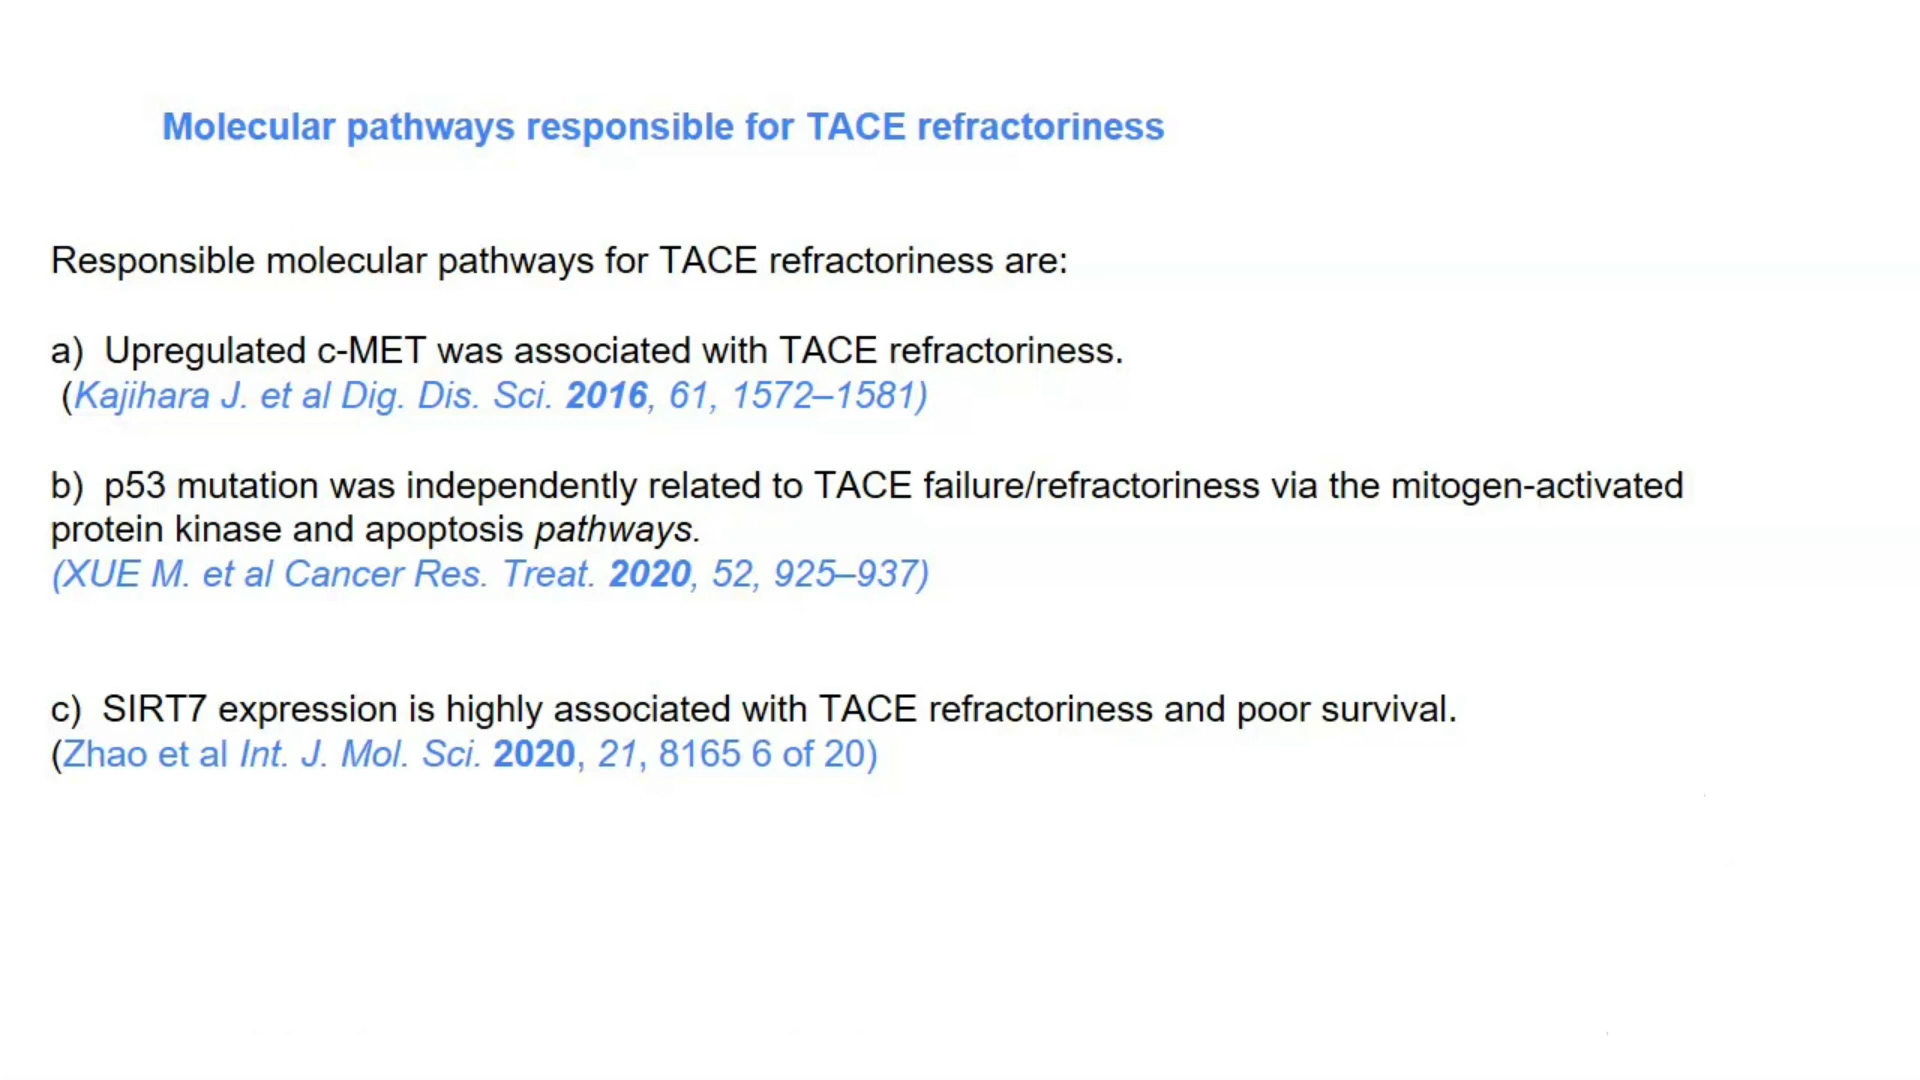 Molecular pathways responsible for TACE refractoriness
Responsible molecular pathways for TACE refractoriness are:
a) Upregulated c-MET was associated with TACE refractoriness.
(Kajihara J. et al Dig. Dis. Sci. 2016, 61, 1572–1581)
b) p53 mutation was independently related to TACE failure/refractoriness via the mitogen-activated
protein kinase and apoptosis pathways.
(XUE M. et al Cancer Res. Treat. 2020, 52, 925–937)
c) SIRT7 expression is highly associated with TACE refractoriness and poor survival.
(Zhao et al Int. J. Mol. Sci. 2020, 21, 8165 6 of 20)